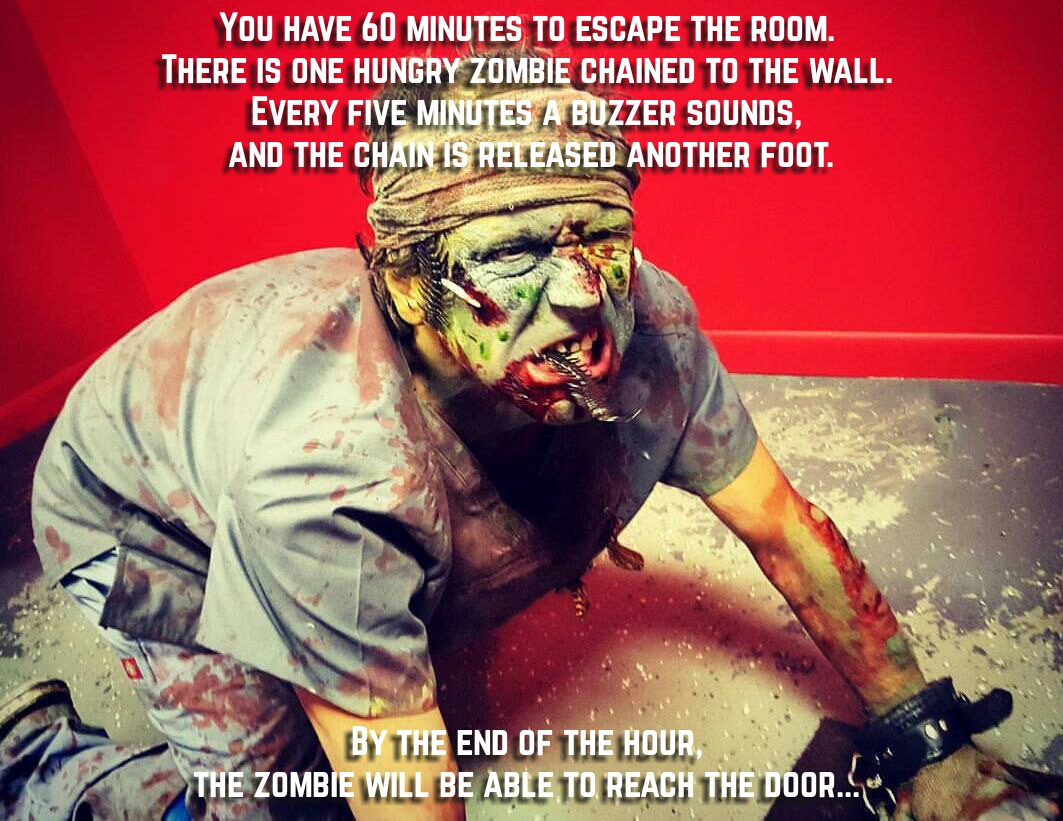 You have 60 minutes to escape the room.
There is one hungry zombie chained to the wall.
Every five minutes a buzzer sounds,
and the chain is released another foot.
By the end of the hour,
the zombie will be able to reach the door...